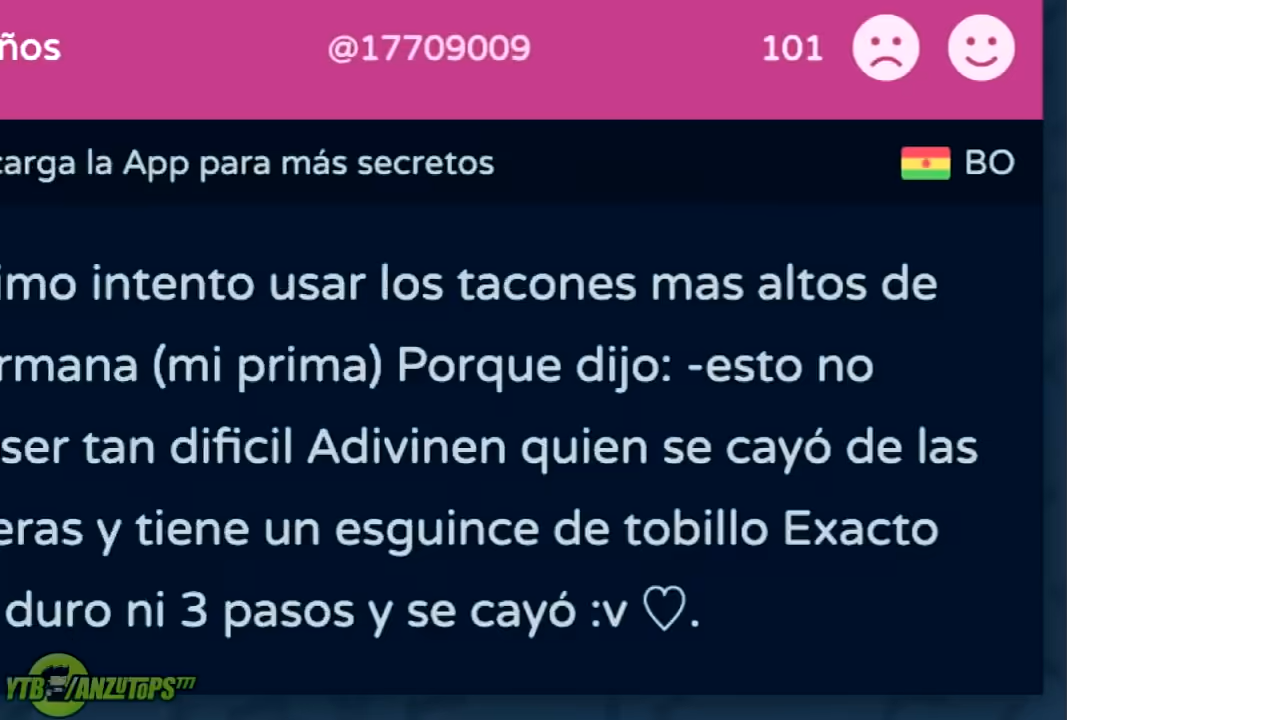 ños @17709009 101
carga la App para más secretos BO
imo intento usar los tacones mas altos de
rmana (mi prima) Porque dijo: -esto no
ser tan dificil Adivinen quien se cayó de las
eras y tiene un esguince de tobillo Exacto
duro ni 3 pasos y se cayó :v ♡.
YTB/ANZUTOPS777